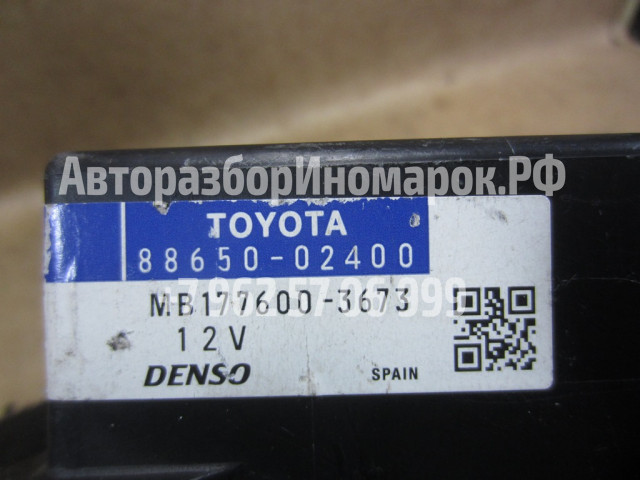 АвторазборИномарок.РФ
TOYOTA
88650-02400
MB177600-3673
12V
DENSO
SPAIN